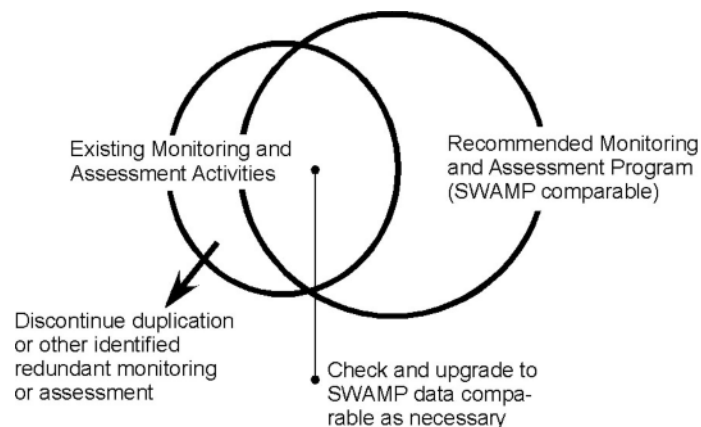 Existing Monitoring and
Assessment Activities
Recommended Monitoring
and Assessment Program
(SWAMP comparable)
Discontinue duplication
or other identified
redundant monitoring
or assessment
Check and upgrade to
SWAMP data compa-
rable as necessary